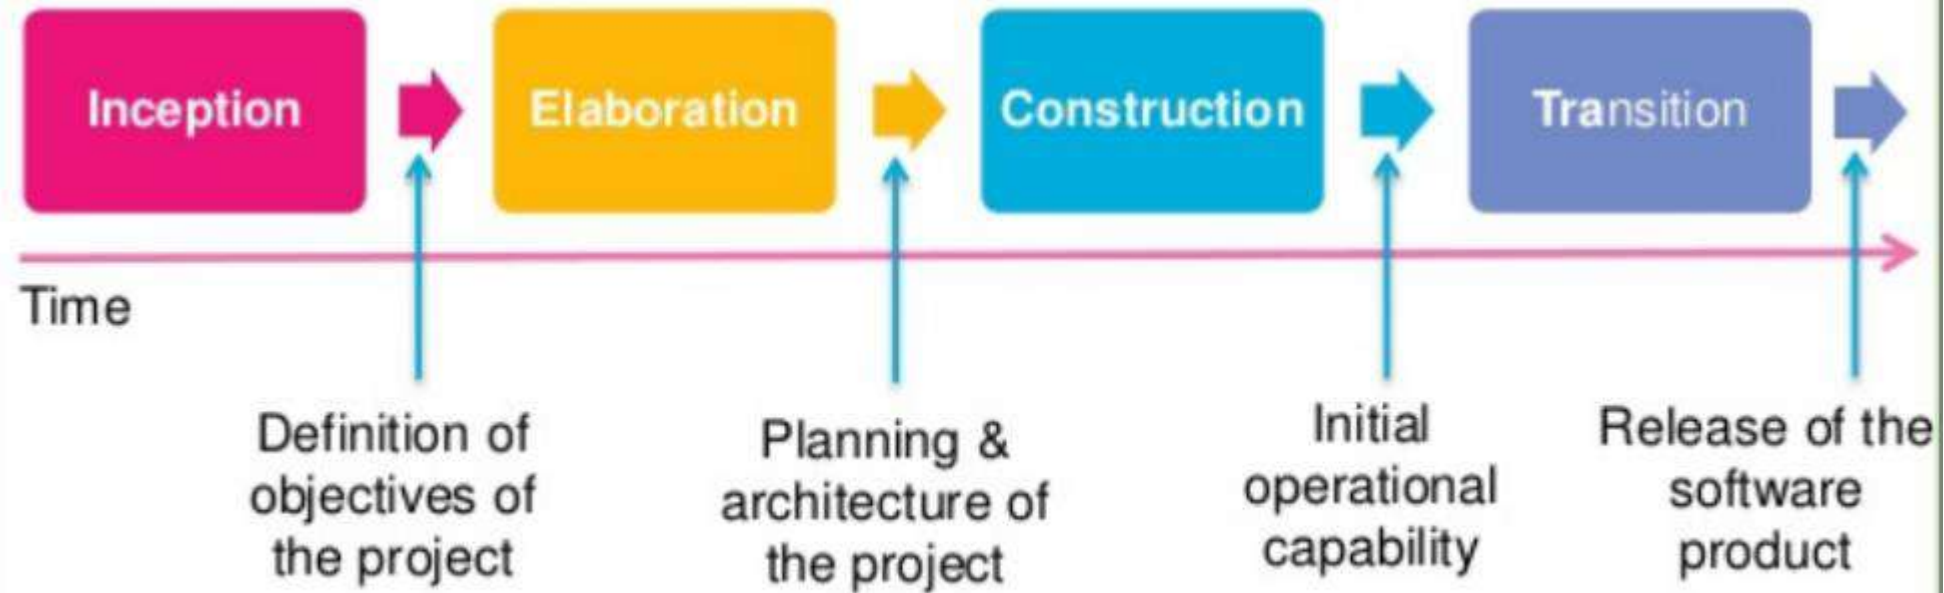 Inception
Elaboration
Construction
Transition
Time
Definition of
objectives of
the project
Planning &
architecture of
the project
Initial
operational
capability
Release of the
software
product